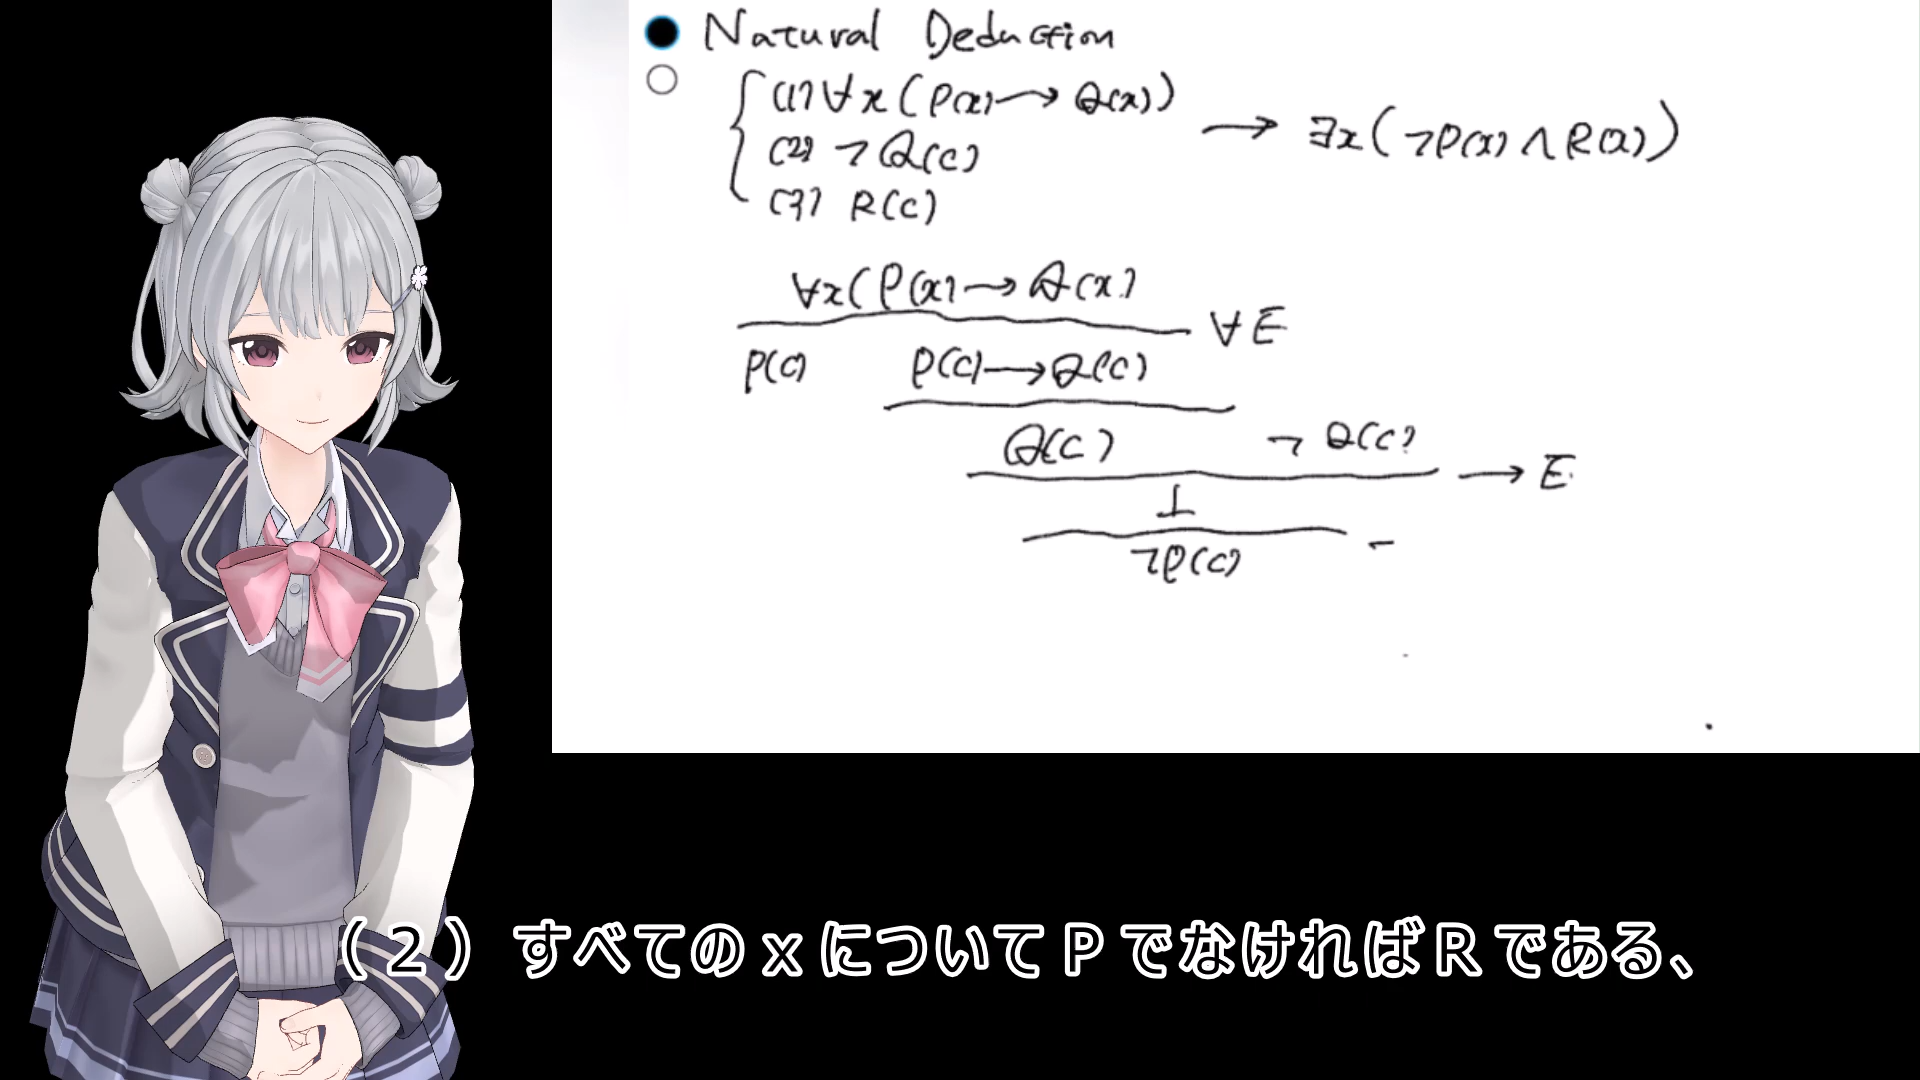 Natural Deduction
(1) ∀x(P(x)→Q(x))
(2) ¬Q(c)
(3) R(c)
→ ∃x(¬P(x)∧R(x))
∀x(P(x)→Q(x)
∀E
P(c) P(c)→Q(c)
Q(c) ¬Q(c)
→E
⊥
¬P(c)
(2)すべてのxについてPでなければRである、